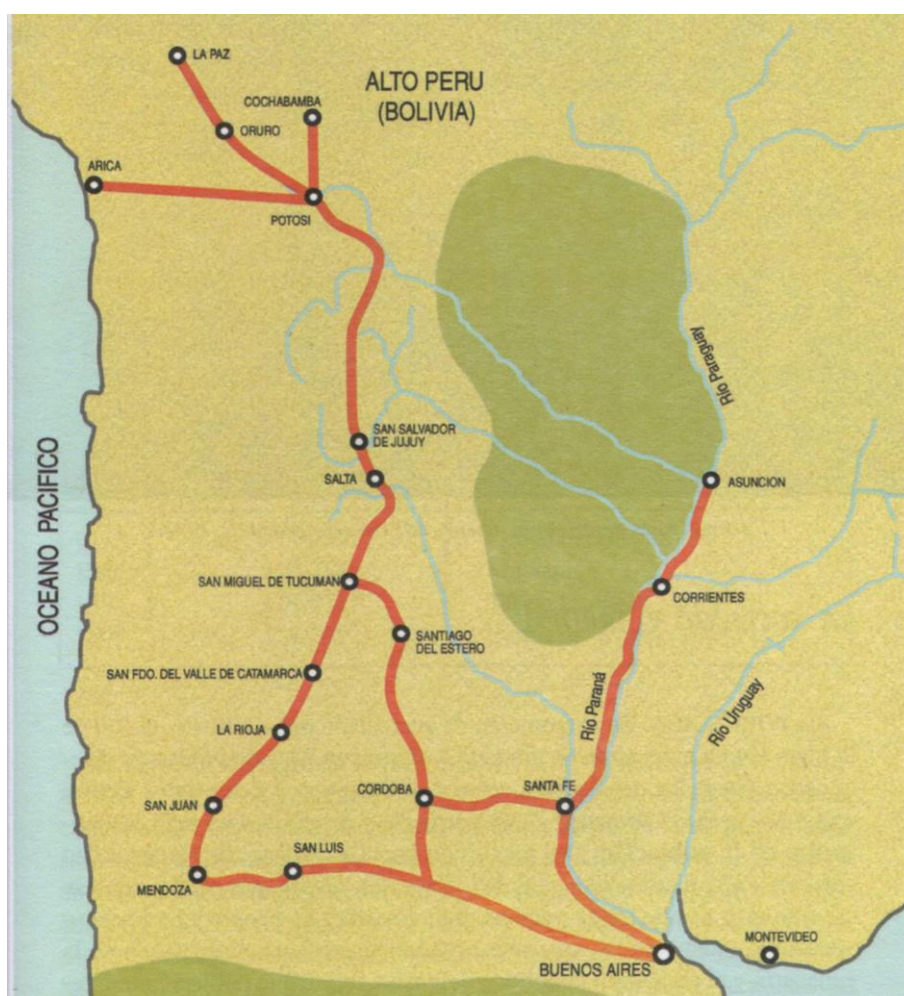 LA PAZ
ALTO PERU
(BOLIVIA)
COCHABAMBA
ORURO
ARICA
POTOSI
Río Paraguay
SAN SALVADOR
DE JUJUY
OCEANO PACIFICO
SALTA
ASUNCION
SAN MIGUEL DE TUCUMAN
CORRIENTES
SANTIAGO
DEL ESTERO
SAN FDO. DEL VALLE DE CATAMARCA
Río Paraná
Río Uruguay
LA RIOJA
CORDOBA
SANTA FE
SAN JUAN
SAN LUIS
MENDOZA
MONTEVIDEO
BUENOS AIRES